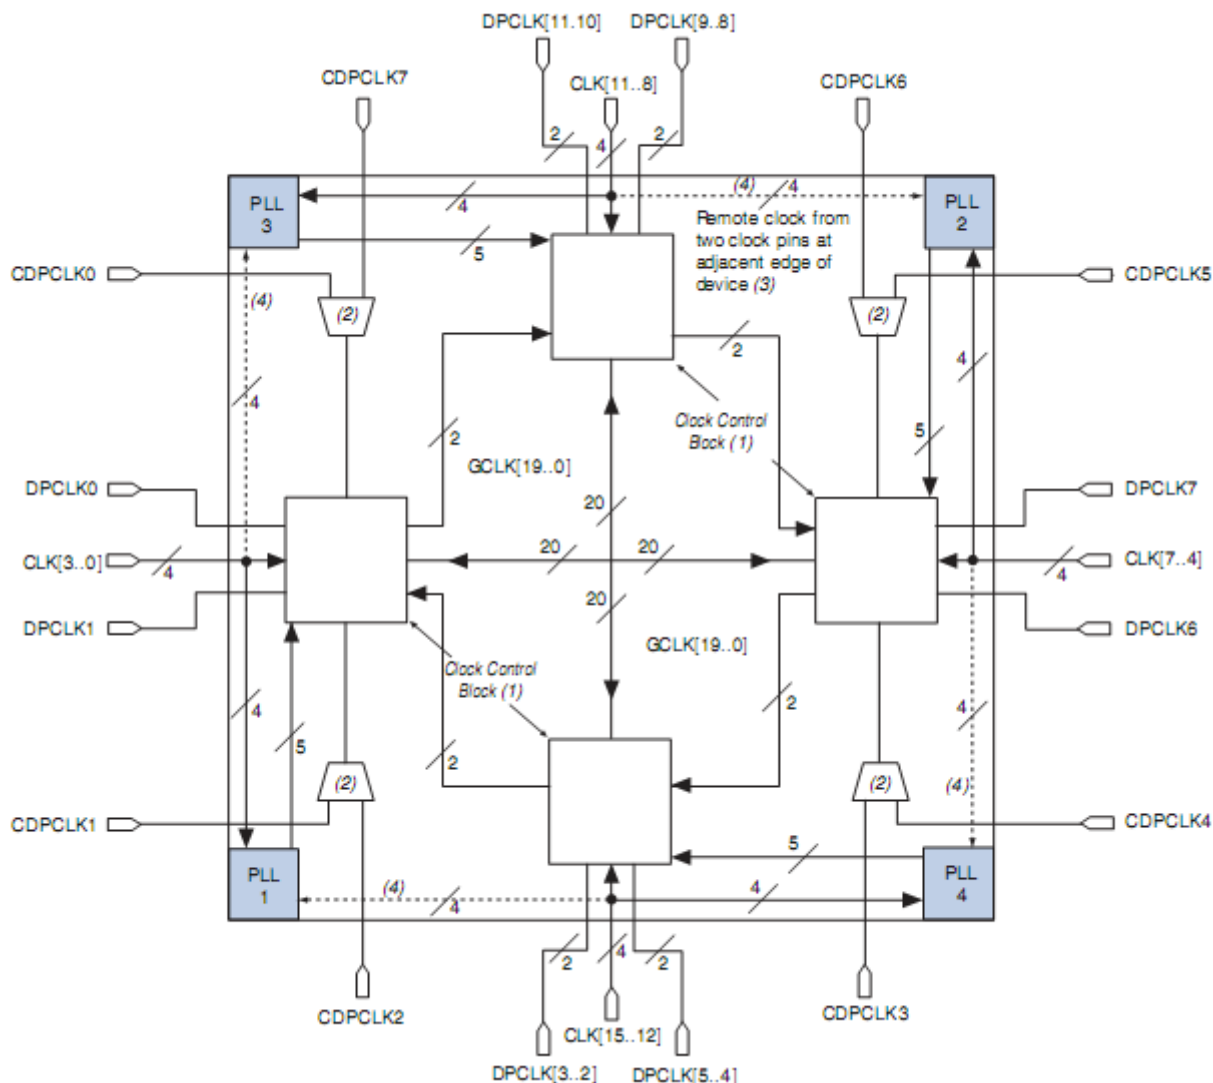 DPCLK[11.10]
DPCLK[9..8]
CDPCLK7
CLK[11..8]
CDPCLK6
2
4
2
PLL
3
4
(4)
4
PLL
2
5
Remote clock from
two clock pins at
adjacent edge of
device (3)
CDPCLK0
(4)
(2)
(2)
CDPCLK5
2
4
4
2
Clock Control
Block (1)
5
GCLK[19..0]
DPCLK0
20
DPCLK7
CLK[3..0]
4
20
20
4
CLK[7..4]
20
DPCLK1
GCLK[19..0]
DPCLK6
Clock Control
Block (1)
4
5
2
2
4
(2)
(2)
(4)
CDPCLK1
CDPCLK4
5
PLL
1
(4)
4
4
PLL
4
2
4
2
CDPCLK2
CLK[15..12]
CDPCLK3
DPCLK[3..2]
DPCLK[5..4]